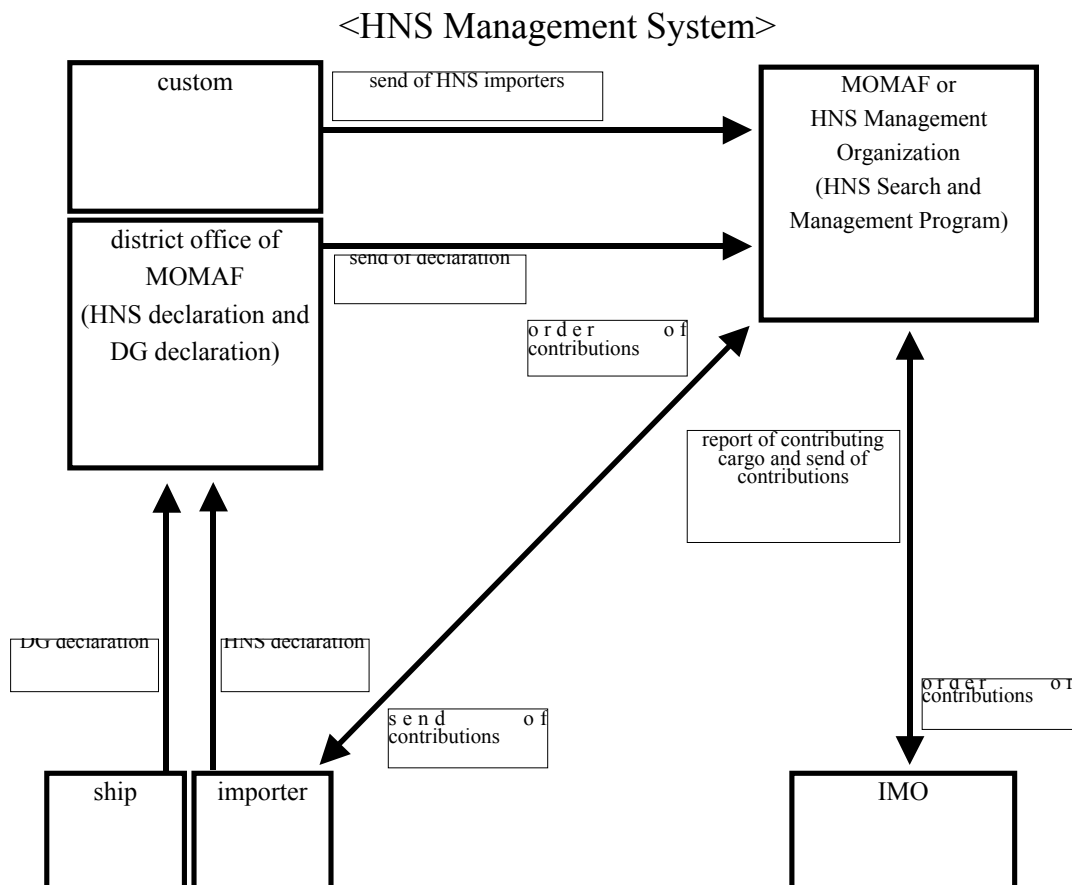 <HNS Management System>
custom
send of HNS importers
MOMAF or
HNS Management
Organization
(HNS Search and
Management Program)
district office of
MOMAF
(HNS declaration and
DG declaration)
send of declaration
order of
contributions
report of contributing
cargo and send of
contributions
DG declaration
HNS declaration
order of
contributions
send of
contributions
ship
importer
IMO